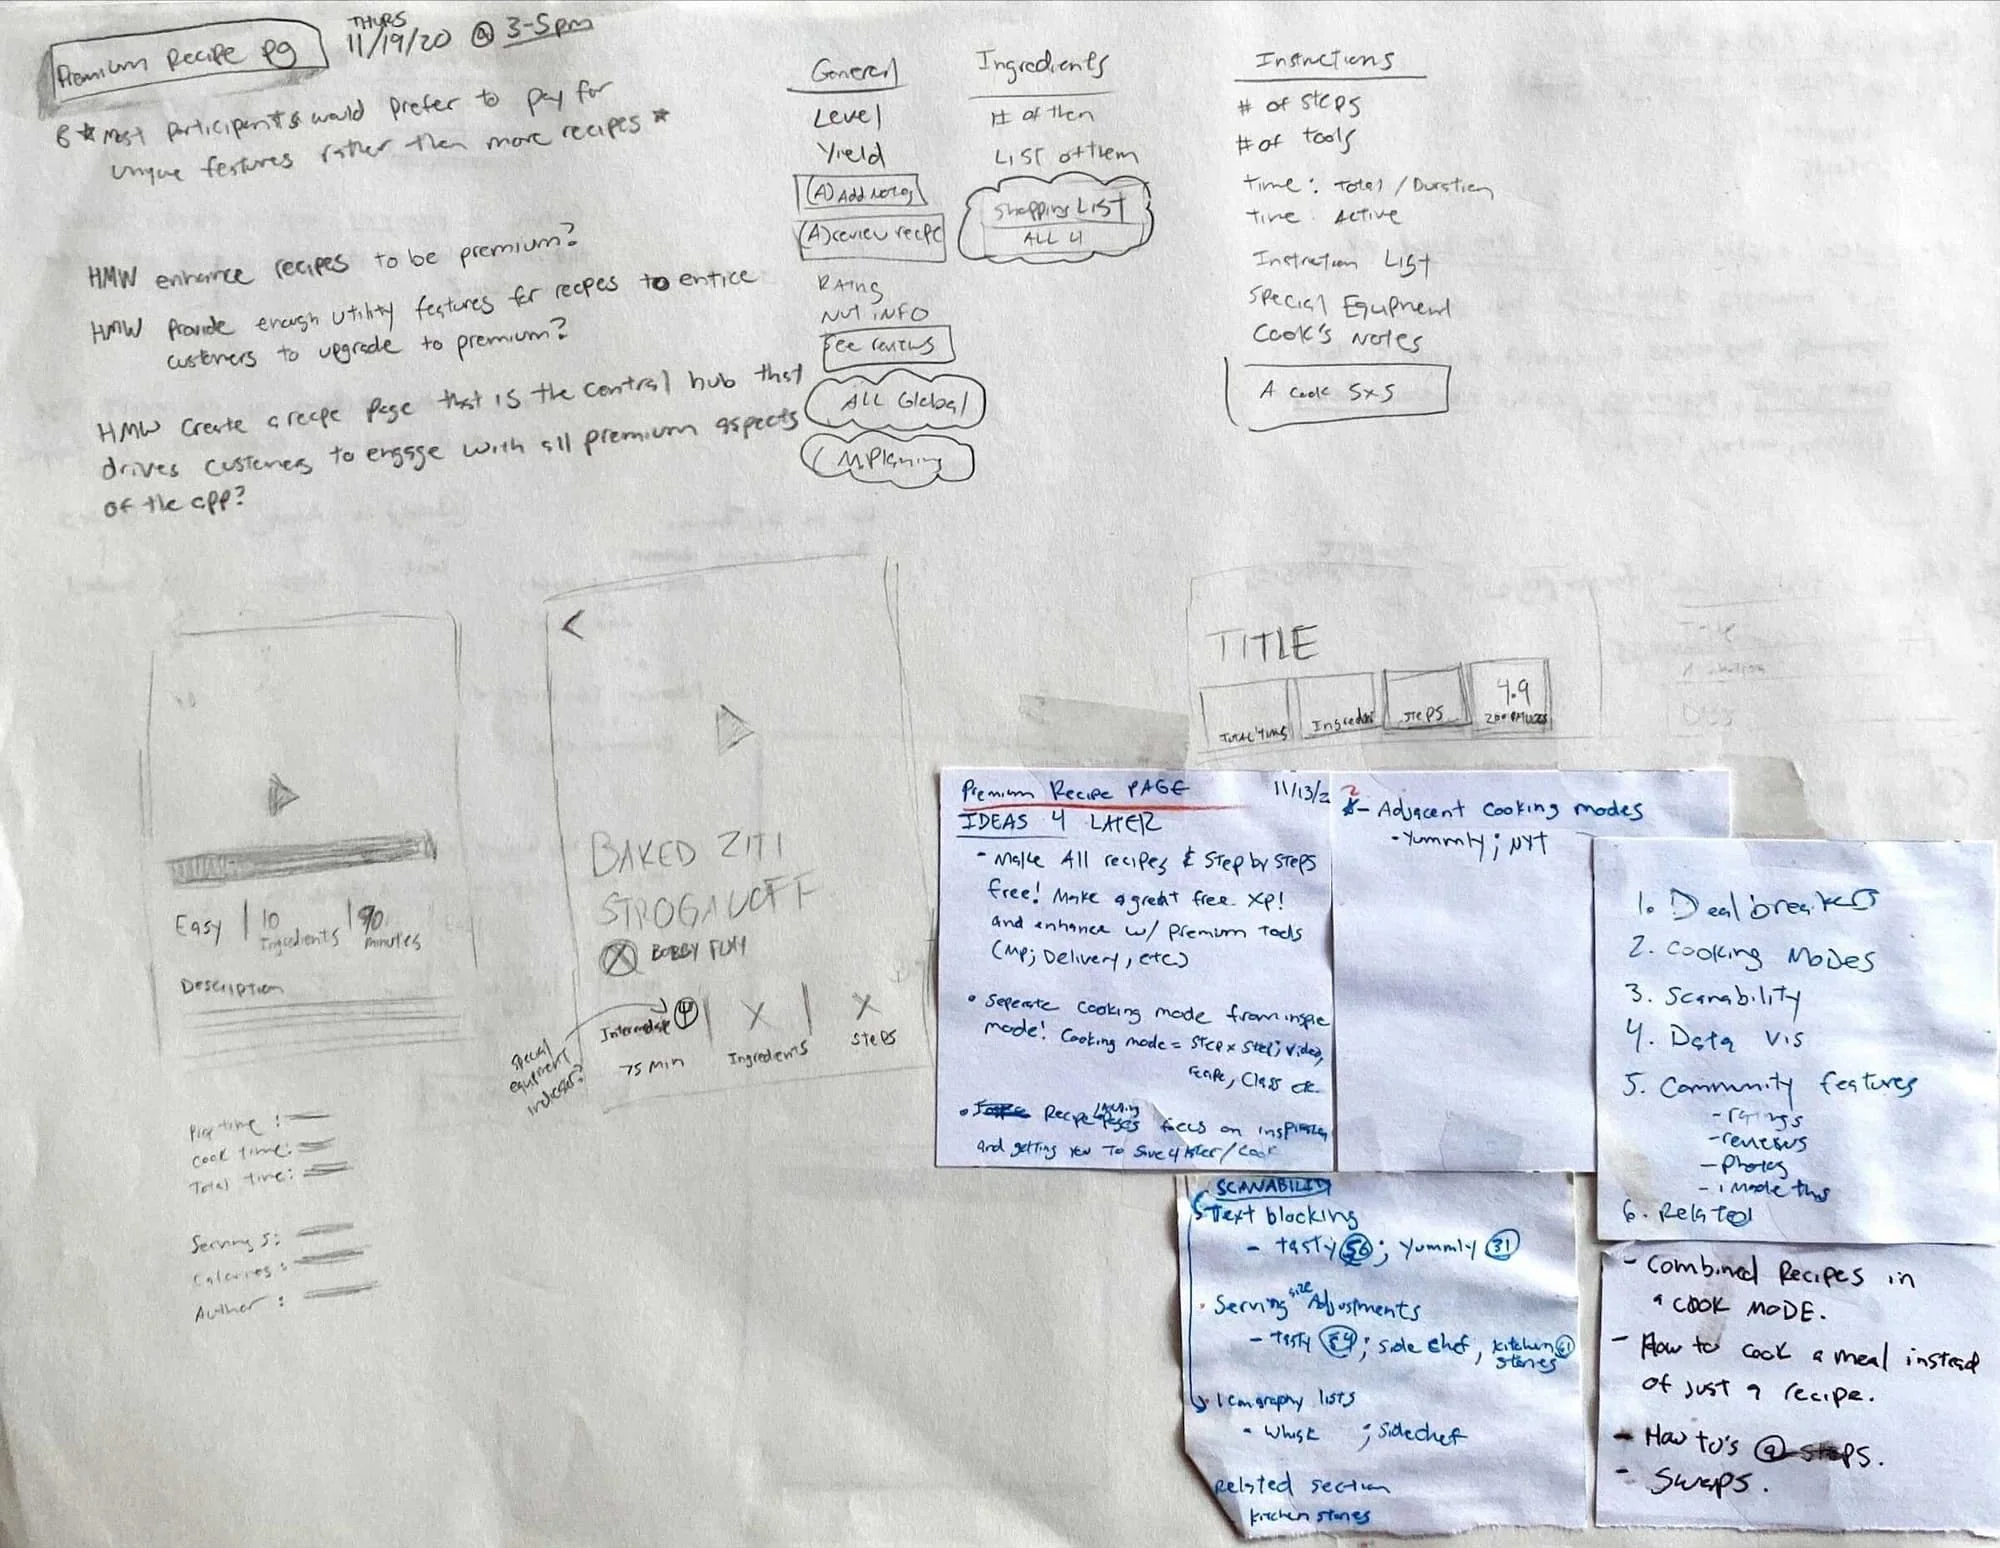 Premium Recipe pg
THURS
11/19/20 @ 3-5pm
B * Most participants would prefer to pay for
unique features rather then more recipes *
HMW enhance recipes to be premium?
HMW provide enough utility features for recipes to entice
customers to upgrade to premium?
HMW create a recipe page that is the central hub that
drives customers to engage with all premium aspects
of the app?
General
Level
Yield
(A) Add notes
(A) review recipe
Rating
Nut info
See reviews
ALL Global
MPlanning
Ingredients
# of then
List of them
Shopping List
ALL 4
Instructions
# of steps
# of tools
time: Total / Duration
time: Active
Instruction List
Special Equipment
Cook's Notes
A cook SxS
Easy | 10 | 90
Ingredients minutes
Description
Prep time:
Cook time:
Total time:
Servings:
Calories:
Author:
<
BAKED ZITI
STROGANOFF
BOBBY FLAY
Intermediate 4 | X | X
75 min Ingredients Steps
Special
equipment
indicator?
TITLE
Total time
Ingredients
Steps
4.9
Premium Recipe PAGE 11/13/2
IDEAS 4 LATER
- Make All recipes & Step by steps
free! Make a great free XP!
and enhance w/ premium tools
(MP; Delivery, etc.)
• Seperate cooking mode from inspire
mode! Cooking mode = Step x Step; video,
recipe, Class etc.
• Recipe Landing
Pages focus on inspiration
and getting you to save 4 later/cook
2
- Adjacent cooking modes
- Yummly; NYT
1. Dealbreakers
2. Cooking Modes
3. Scanability
4. Data Vis
5. Community features
- ratings
- reviews
- photos
- i made this
6. Related
SCANABILITY
Text blocking
- tasty 56; Yummly 31
• Serving size Adjustments
- tasty 54; Side Chef, kitchen 61
stories
Iconography lists
• Whisk ; Sidechef
Related section
kitchen stories
- Combined Recipes in
a COOK MODE.
- How to cook a meal instead
of just a recipe.
- How to's @ steps.
- Swaps.